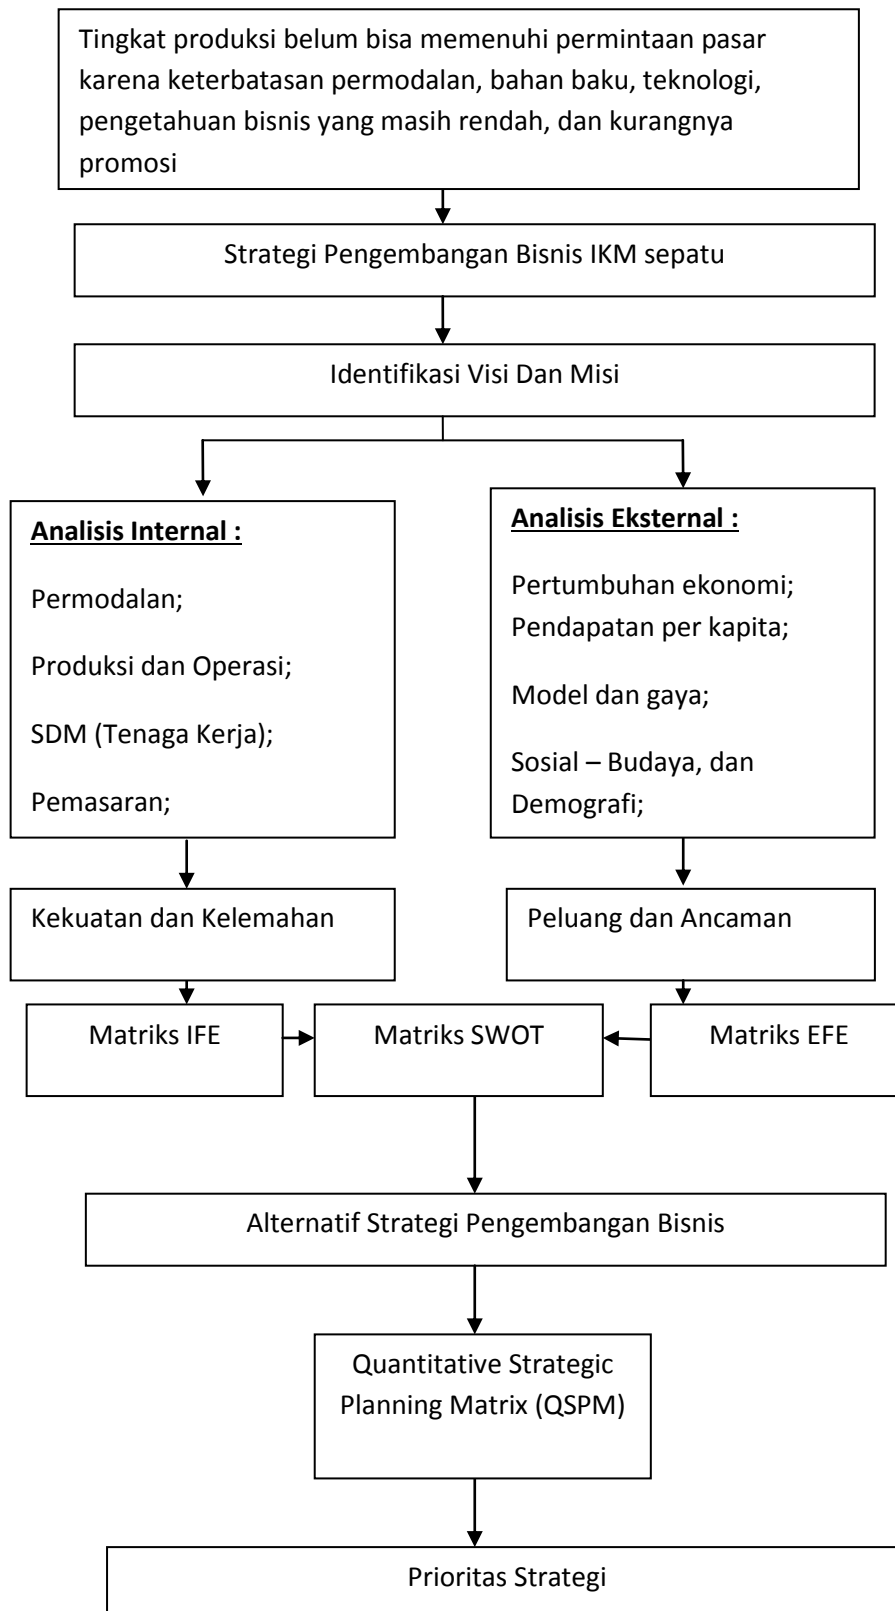 Tingkat produksi belum bisa memenuhi permintaan pasar
karena keterbatasan permodalan, bahan baku, teknologi,
pengetahuan bisnis yang masih rendah, dan kurangnya
promosi
Strategi Pengembangan Bisnis IKM sepatu
Identifikasi Visi Dan Misi
Analisis Internal :
Permodalan;
Produksi dan Operasi;
SDM (Tenaga Kerja);
Pemasaran;
Analisis Eksternal :
Pertumbuhan ekonomi;
Pendapatan per kapita;
Model dan gaya;
Sosial – Budaya, dan
Demografi;
Kekuatan dan Kelemahan
Peluang dan Ancaman
Matriks IFE
Matriks SWOT
Matriks EFE
Alternatif Strategi Pengembangan Bisnis
Quantitative Strategic
Planning Matrix (QSPM)
Prioritas Strategi